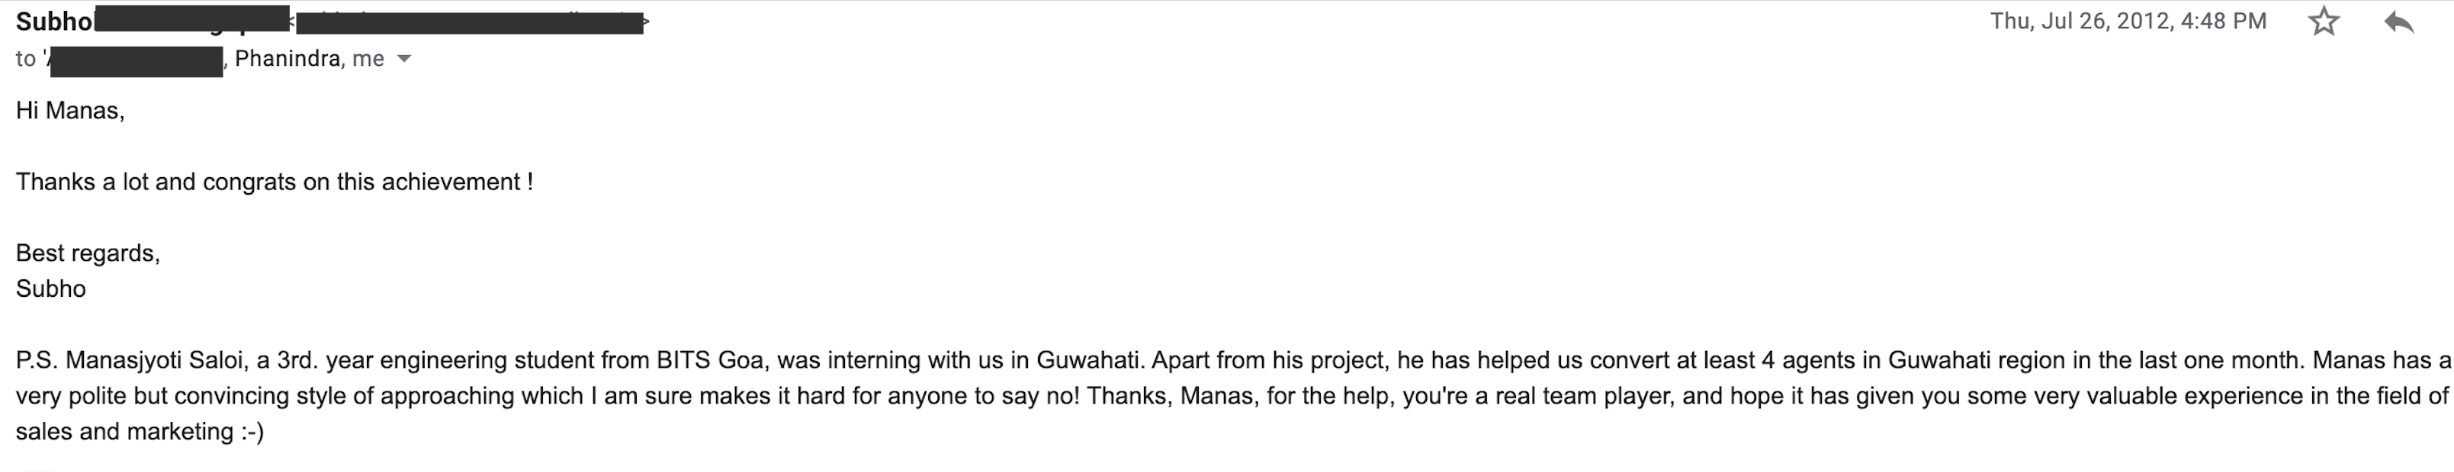 Subho
Thu, Jul 26, 2012, 4:48 PM
to ' , Phanindra, me
Hi Manas,
Thanks a lot and congrats on this achievement !
Best regards,
Subho
P.S. Manasjyoti Saloi, a 3rd. year engineering student from BITS Goa, was interning with us in Guwahati. Apart from his project, he has helped us convert at least 4 agents in Guwahati region in the last one month. Manas has a
very polite but convincing style of approaching which I am sure makes it hard for anyone to say no! Thanks, Manas, for the help, you're a real team player, and hope it has given you some very valuable experience in the field of
sales and marketing :-)